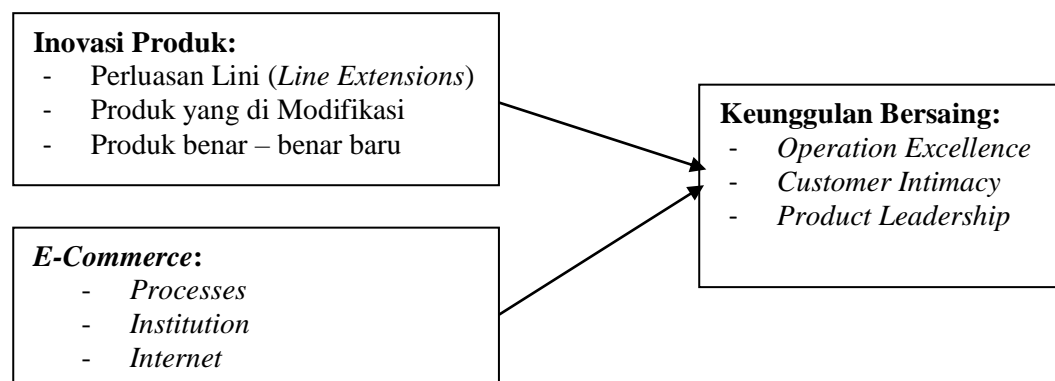 Inovasi Produk:
- Perluasan Lini (Line Extensions)
- Produk yang di Modifikasi
- Produk benar – benar baru
Keunggulan Bersaing:
- Operation Excellence
- Customer Intimacy
- Product Leadership
E-Commerce:
- Processes
- Institution
- Internet